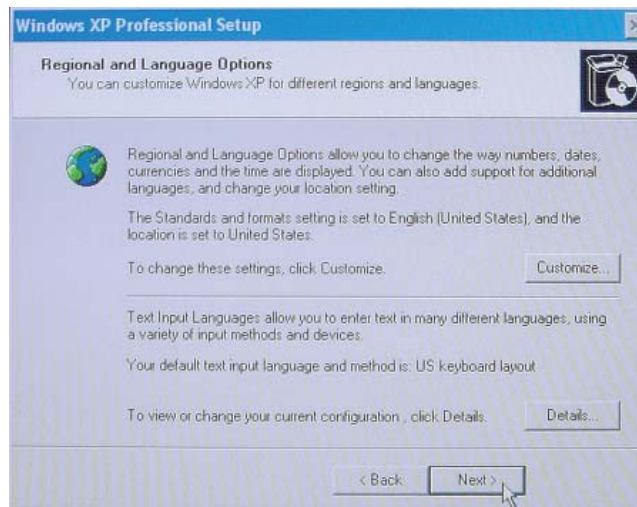 Windows XP Professional Setup
Regional and Language Options
You can customize Windows XP for different regions and languages.
Regional and Language Options allow you to change the way numbers, dates,
currencies and the time are displayed. You can also add support for additional
languages, and change your location setting.
The Standards and formats setting is set to English (United States), and the
location is set to United States.
To change these settings, click Customize.
Customize...
Text Input Languages allow you to enter text in many different languages, using
a variety of input methods and devices.
Your default text input language and method is: US keyboard layout
To view or change your current configuration , click Details.
Details...
< Back
Next >